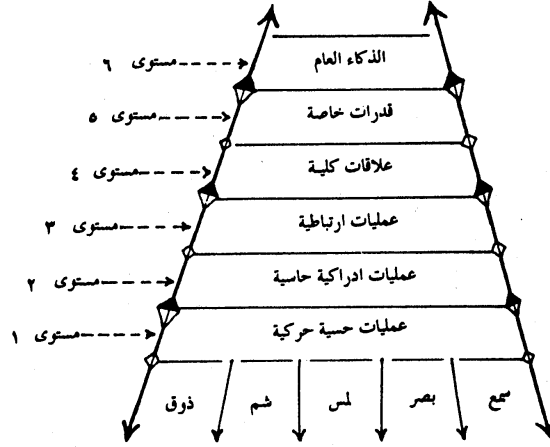 الذكاء العام
مستوى ٦
قدرات خاصة
مستوى ٥
علاقات كلية
مستوى ٤
عمليات ارتباطية
مستوى ٣
عمليات ادراكية حاسية
مستوى ٢
عمليات حسية حركية
مستوى ١
سمع بصر لمس شم ذوق